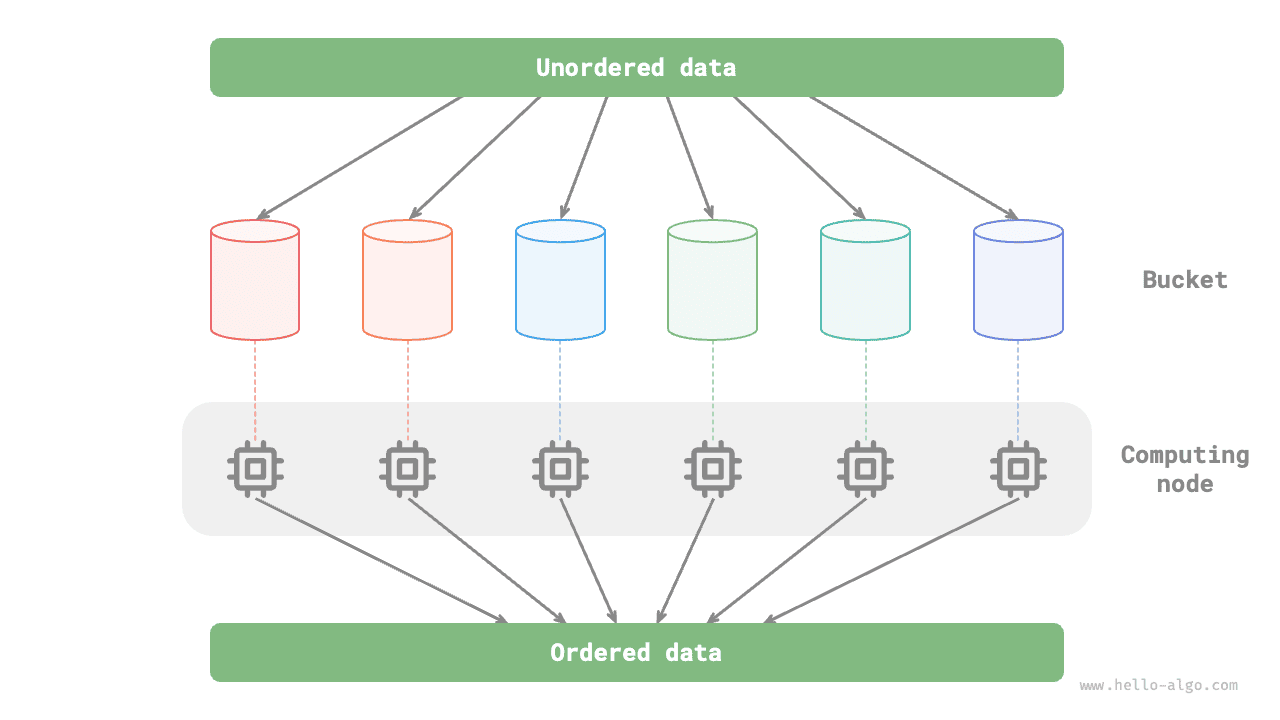 Unordered data
Bucket
Computing
node
Ordered data
www.hello-algo.com